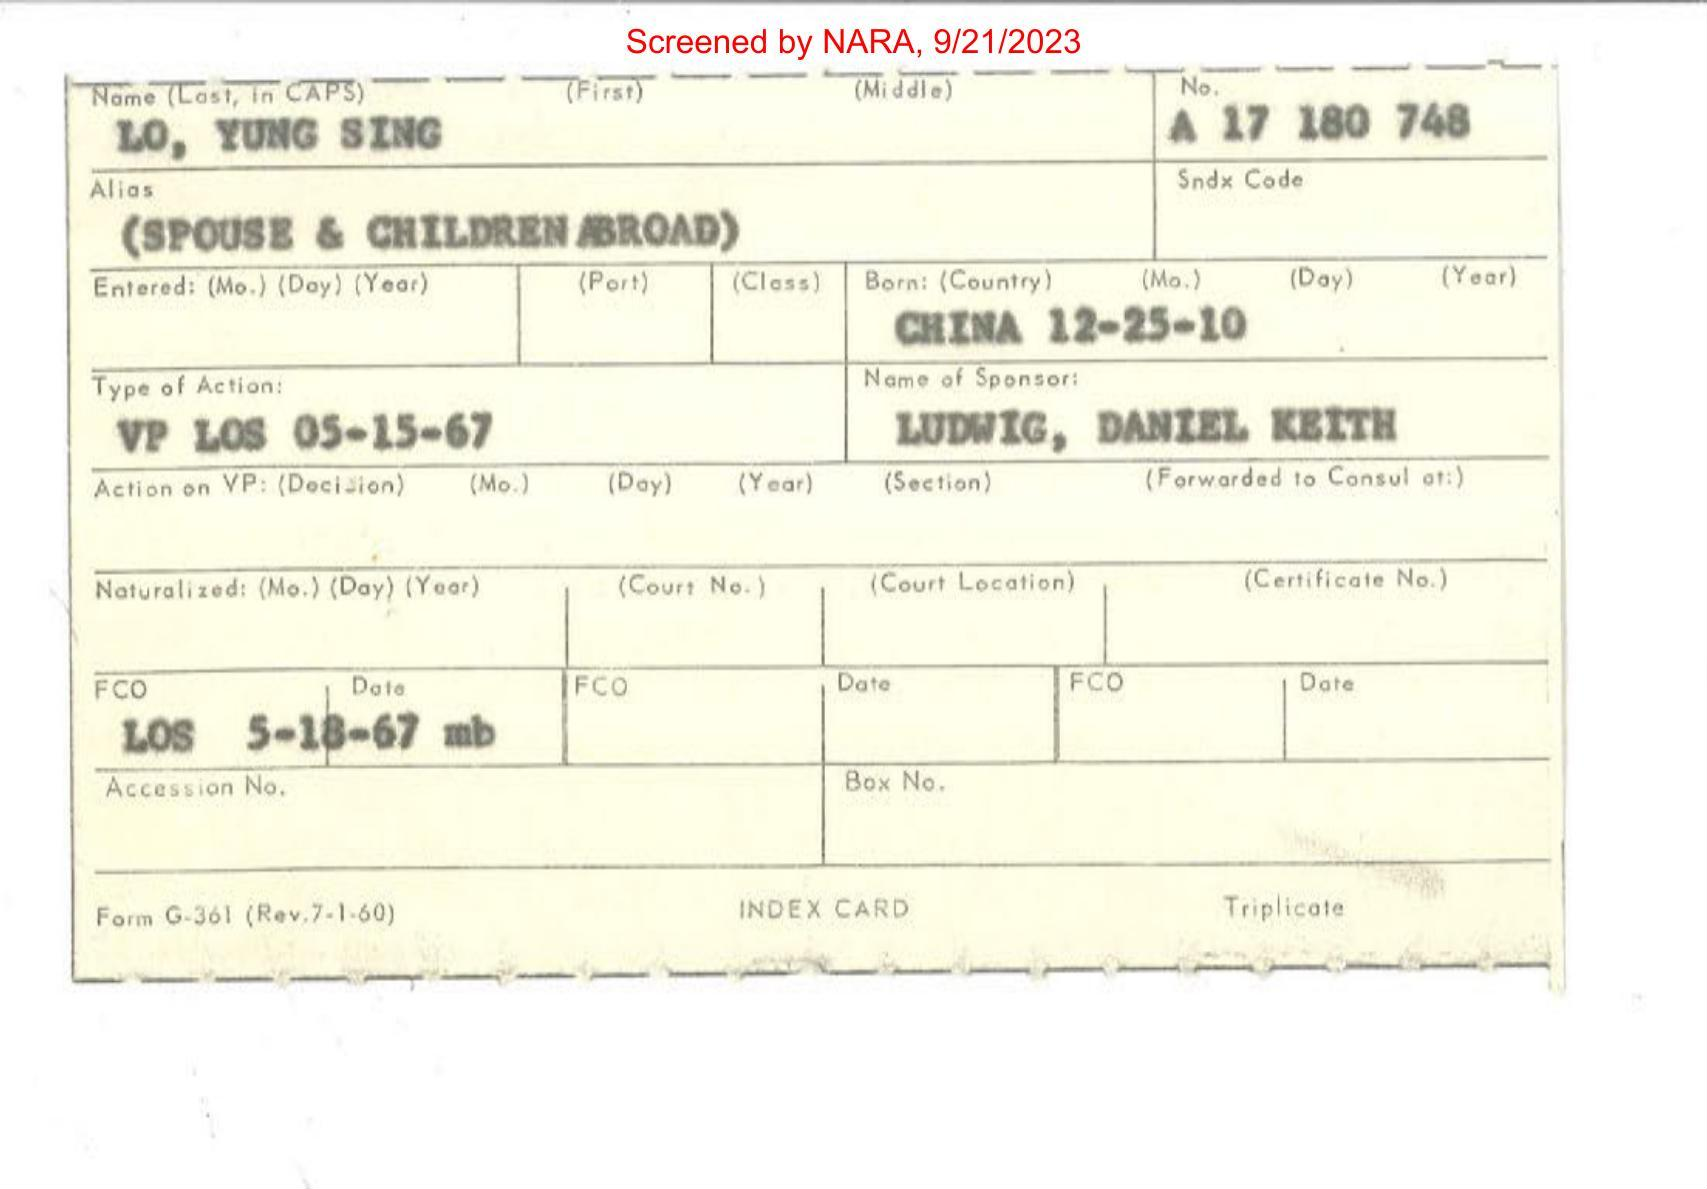 Screened by NARA, 9/21/2023
Name (Last, in CAPS) (First) (Middle) No.
LO, YUNG SING A 17 180 748
Alias Sndx Code
(SPOUSE & CHILDREN ABROAD)
Entered: (Mo.) (Day) (Year) (Port) (Class) Born: (Country) (Mo.) (Day) (Year)
CHINA 12-25-10
Type of Action: Name of Sponsor:
VP LOS 05-15-67 LUDWIG, DANIEL KEITH
Action on VP: (Decision) (Mo.) (Day) (Year) (Section) (Forwarded to Consul at:)
Naturalized: (Mo.) (Day) (Year) (Court No.) (Court Location) (Certificate No.)
FCO Date FCO Date FCO Date
LOS 5-18-67 mb
Accession No. Box No.
Form G-361 (Rev.7-1-60) INDEX CARD Triplicate